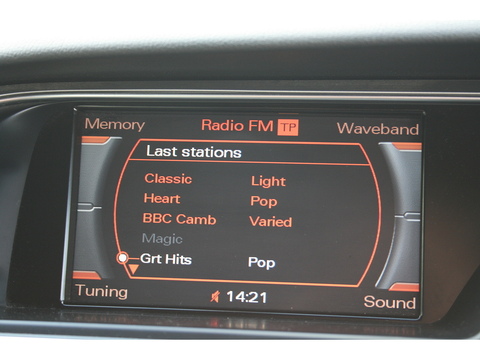 Memory Radio FM TP Waveband
Last stations
Classic Light
Heart Pop
BBC Camb Varied
Magic
Grt Hits Pop
Tuning 14:21 Sound